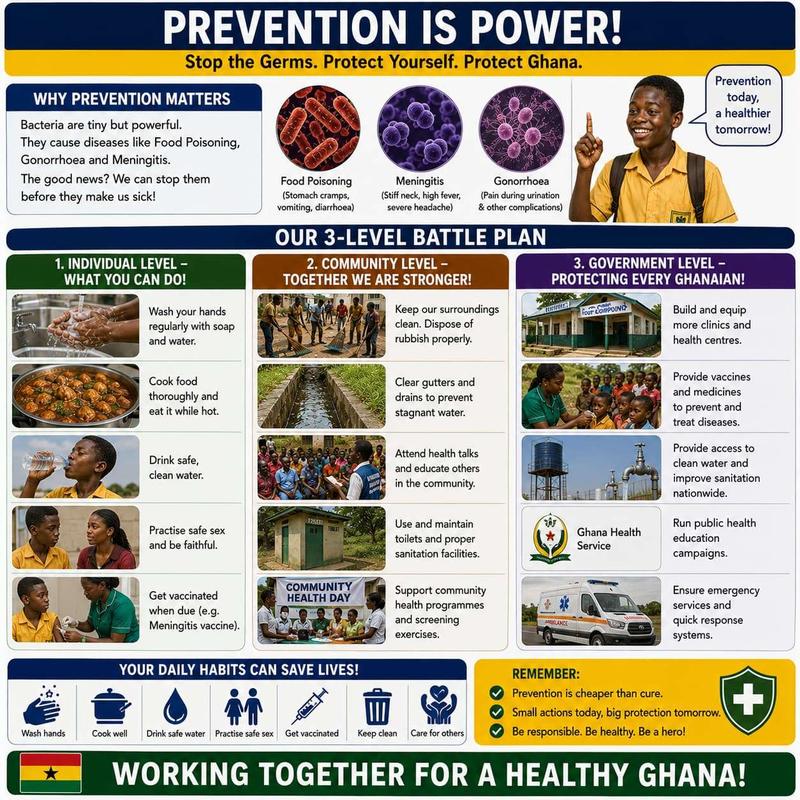 PREVENTION IS POWER!
Stop the Germs. Protect Yourself. Protect Ghana.
WHY PREVENTION MATTERS
Bacteria are tiny but powerful.
They cause diseases like Food Poisoning,
Gonorrhoea and Meningitis.
The good news? We can stop them
before they make us sick!
Food Poisoning
(Stomach cramps,
vomiting, diarrhoea)
Meningitis
(Stiff neck, high fever,
severe headache)
Gonorrhoea
(Pain during urination
& other complications)
Prevention
today,
a healthier
tomorrow!
OUR 3-LEVEL BATTLE PLAN
1. INDIVIDUAL LEVEL –
WHAT YOU CAN DO!
Wash your hands
regularly with soap
and water.
Cook food
thoroughly and
eat it while hot.
Drink safe,
clean water.
Practise safe sex
and be faithful.
Get vaccinated
when due (e.g.
Meningitis vaccine).
2. COMMUNITY LEVEL –
TOGETHER WE ARE STRONGER!
Keep our surroundings
clean. Dispose of
rubbish properly.
Clear gutters and
drains to prevent
stagnant water.
Attend health talks
and educate others
in the community.
TOILET
Use and maintain
toilets and proper
sanitation facilities.
COMMUNITY
HEALTH DAY
Support community
health programmes
and screening
exercises.
3. GOVERNMENT LEVEL –
PROTECTING EVERY GHANAIAN!
Build and equip
more clinics and
health centres.
Provide vaccines
and medicines
to prevent and
treat diseases.
Provide access to
clean water and
improve sanitation
nationwide.
Ghana Health
Service
Run public health
education
campaigns.
AMBULANCE
Ensure emergency
services and
quick response
systems.
YOUR DAILY HABITS CAN SAVE LIVES!
Wash hands
Cook well
Drink safe water
Practise safe sex
Get vaccinated
Keep clean
Care for others
REMEMBER:
Prevention is cheaper than cure.
Small actions today, big protection tomorrow.
Be responsible. Be healthy. Be a hero!
WORKING TOGETHER FOR A HEALTHY GHANA!